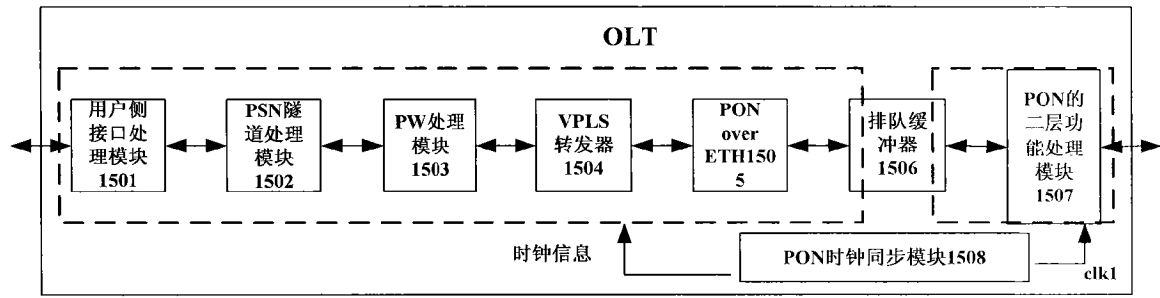 OLT
用户侧
接口处
理模块
1501
PSN隧
道处理
模块
1502
PW处理
模块
1503
VPLS
转发器
1504
PON
over
ETH150
5
排队缓
冲器
1506
PON的
二层功
能处理
模块
1507
时钟信息
PON时钟同步模块1508
clk1